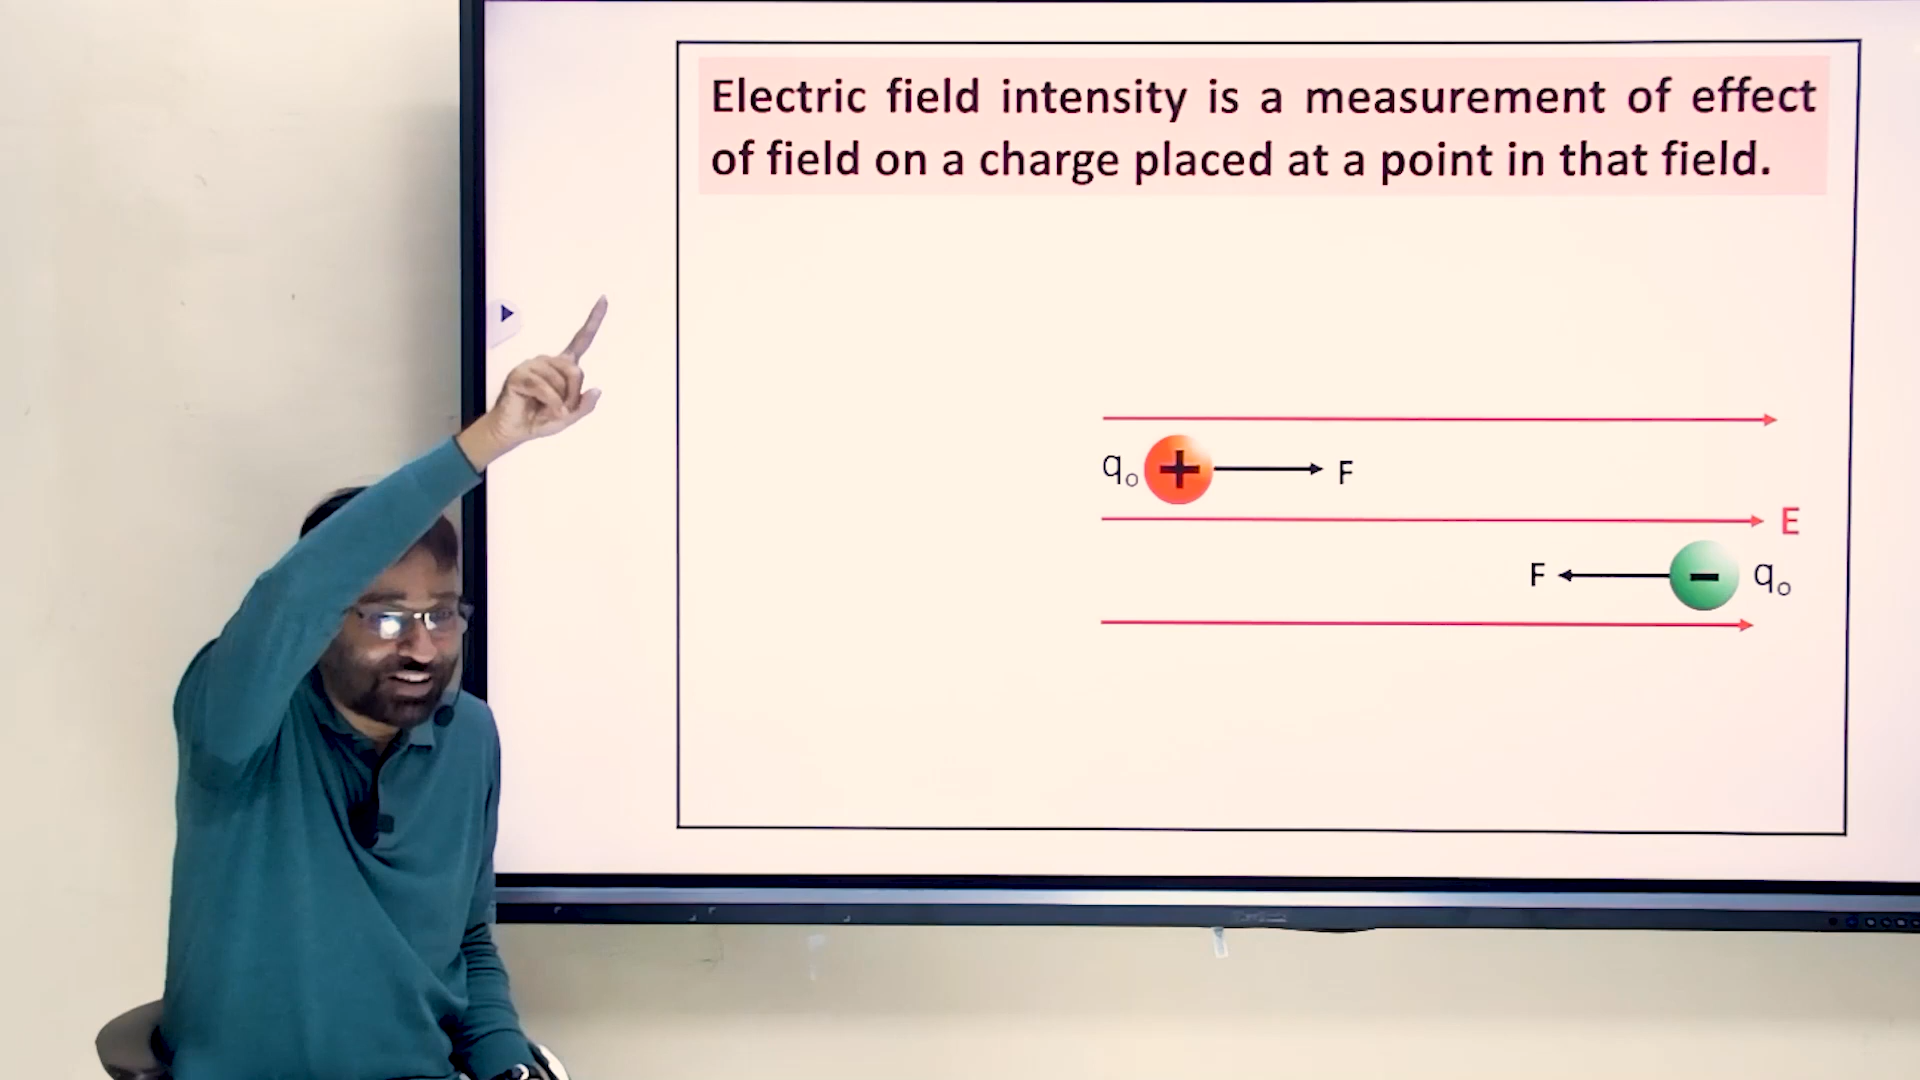 Electric field intensity is a measurement of effect
of field on a charge placed at a point in that field.
qₒ + F
E
F - qₒ